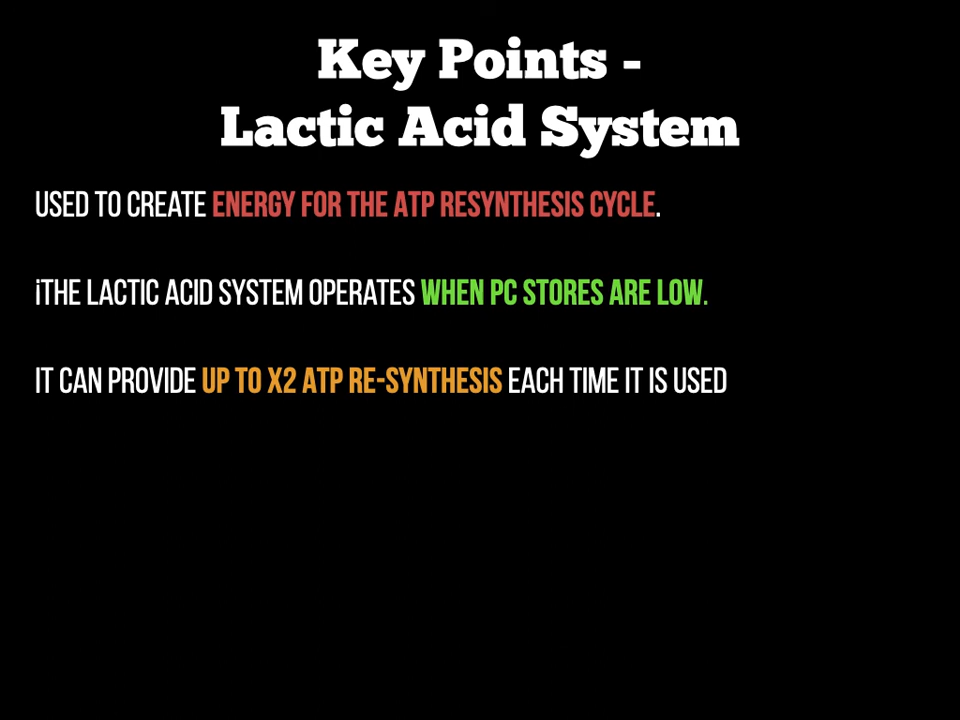 Key Points -
Lactic Acid System
USED TO CREATE ENERGY FOR THE ATP RESYNTHESIS CYCLE.
iTHE LACTIC ACID SYSTEM OPERATES WHEN PC STORES ARE LOW.
IT CAN PROVIDE UP TO X2 ATP RE-SYNTHESIS EACH TIME IT IS USED